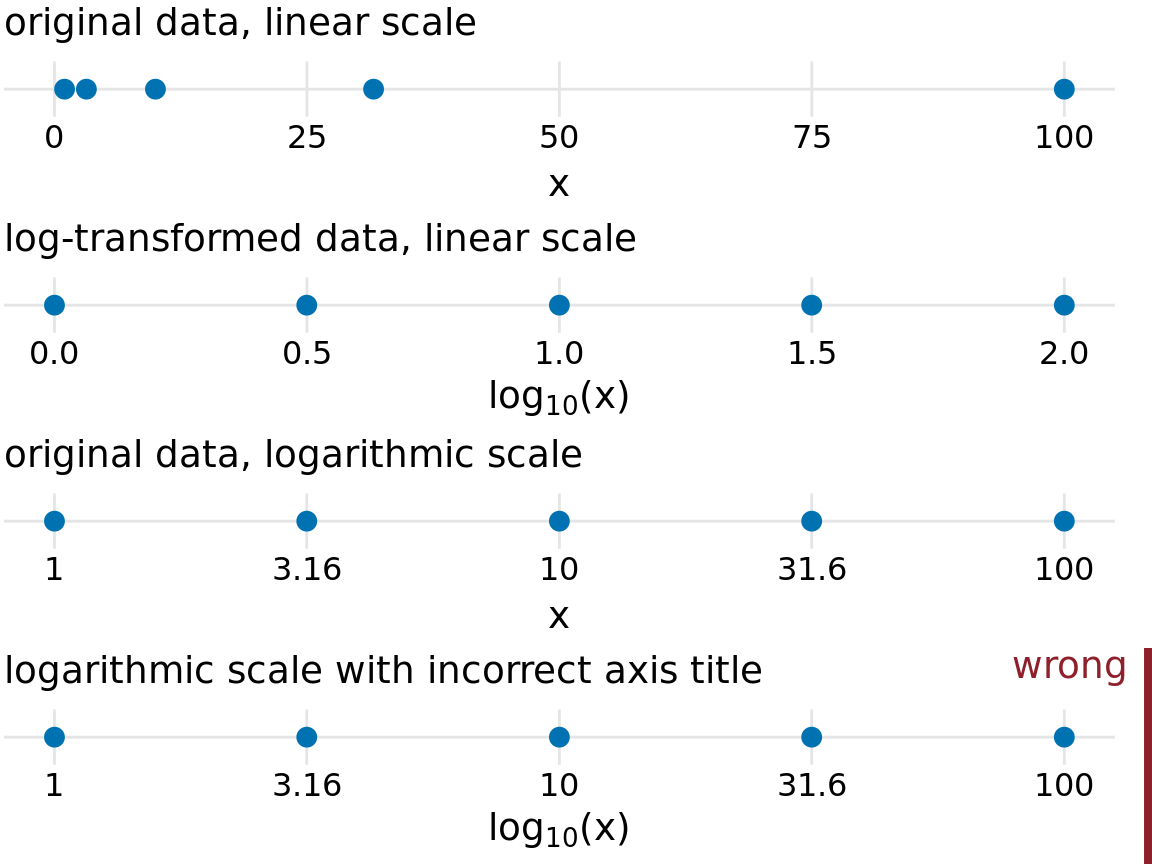 original data, linear scale
0 25 50 75 100
x
log-transformed data, linear scale
0.0 0.5 1.0 1.5 2.0
log₁₀(x)
original data, logarithmic scale
1 3.16 10 31.6 100
x
logarithmic scale with incorrect axis title wrong
1 3.16 10 31.6 100
log₁₀(x)